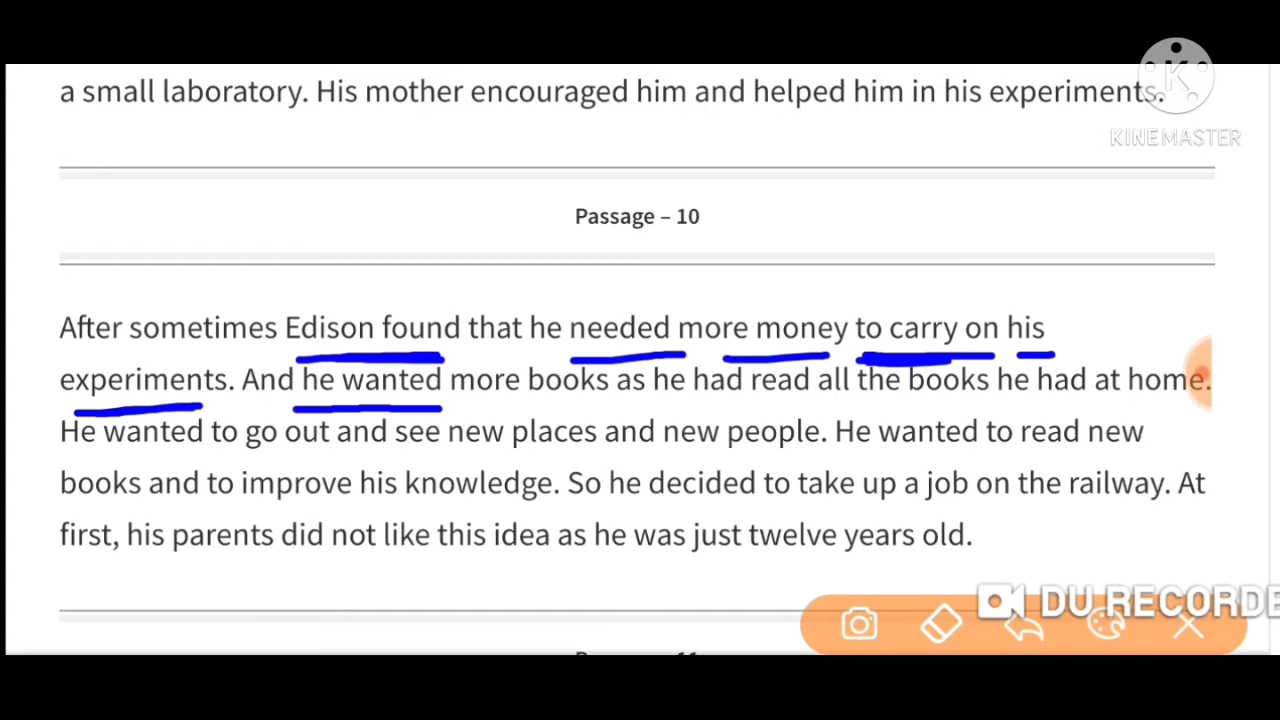 a small laboratory. His mother encouraged him and helped him in his experiments.
KINEMASTER
Passage – 10
After sometimes Edison found that he needed more money to carry on his
experiments. And he wanted more books as he had read all the books he had at home.
He wanted to go out and see new places and new people. He wanted to read new
books and to improve his knowledge. So he decided to take up a job on the railway. At
first, his parents did not like this idea as he was just twelve years old.
DU RECORDE